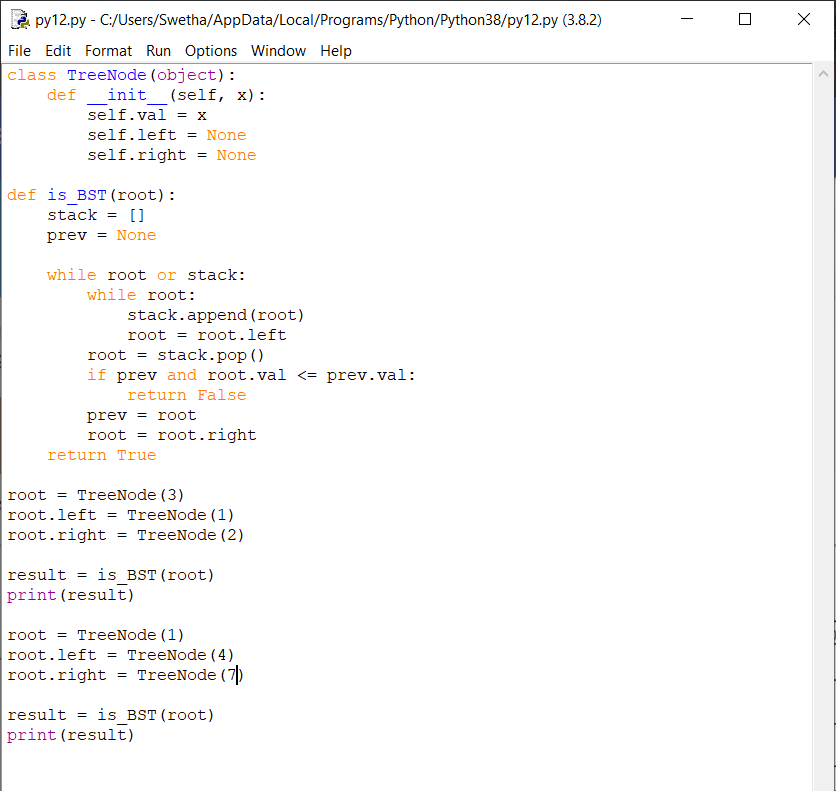 py12.py - C:/Users/Swetha/AppData/Local/Programs/Python/Python38/py12.py (3.8.2)
File Edit Format Run Options Window Help
class TreeNode(object):
    def __init__(self, x):
        self.val = x
        self.left = None
        self.right = None

def is_BST(root):
    stack = []
    prev = None

    while root or stack:
        while root:
            stack.append(root)
            root = root.left
        root = stack.pop()
        if prev and root.val <= prev.val:
            return False
        prev = root
        root = root.right
    return True

root = TreeNode(3)
root.left = TreeNode(1)
root.right = TreeNode(2)

result = is_BST(root)
print(result)

root = TreeNode(1)
root.left = TreeNode(4)
root.right = TreeNode(7)

result = is_BST(root)
print(result)